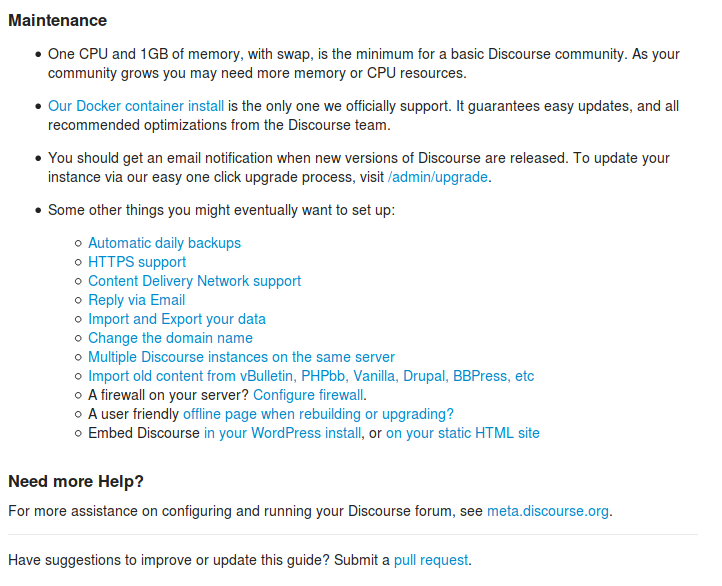 Maintenance
One CPU and 1GB of memory, with swap, is the minimum for a basic Discourse community. As your
community grows you may need more memory or CPU resources.
Our Docker container install is the only one we officially support. It guarantees easy updates, and all
recommended optimizations from the Discourse team.
You should get an email notification when new versions of Discourse are released. To update your
instance via our easy one click upgrade process, visit /admin/upgrade.
Some other things you might eventually want to set up:
Automatic daily backups
HTTPS support
Content Delivery Network support
Reply via Email
Import and Export your data
Change the domain name
Multiple Discourse instances on the same server
Import old content from vBulletin, PHPbb, Vanilla, Drupal, BBPress, etc
A firewall on your server? Configure firewall.
A user friendly offline page when rebuilding or upgrading?
Embed Discourse in your WordPress install, or on your static HTML site
Need more Help?
For more assistance on configuring and running your Discourse forum, see meta.discourse.org.
Have suggestions to improve or update this guide? Submit a pull request.